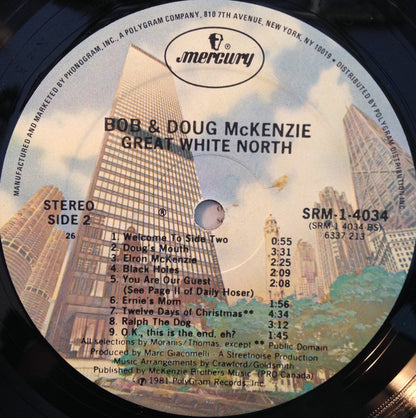 MANUFACTURED AND MARKETED BY PHONOGRAM, INC., A POLYGRAM COMPANY, 810 7TH AVENUE, NEW YORK, NY 10019 • DISTRIBUTED BY POLYGRAM DISTRIBUTION, INC.
mercury
BOB & DOUG McKENZIE
GREAT WHITE NORTH
STEREO
SIDE 2
26
®
SRM-1-4034
(SRM 1 4034 BS)
6337 213
1 Welcome To Side Two 0:55
2 Doug's Mouth 3:31
3 Elron McKenzie 2:25
4 Black Holes 2:09
5 You Are Our Guest 2:08
(See Page II of Daily Hoser)
6 Ernie's Mom 1:56
7 Twelve Days of Christmas** 4:34
8 Ralph The Dog 3:12
9 O.K., this is the end, eh? 1:45
All selections by Moranis/Thomas, except ** Public Domain
Produced by Marc Giacomelli A Streetnoise Production
Music Arrangements by Crawford/Goldsmith
Published by McKenzie Brothers Music (PRO Canada)
℗ 1981 PolyGram Records, Inc.